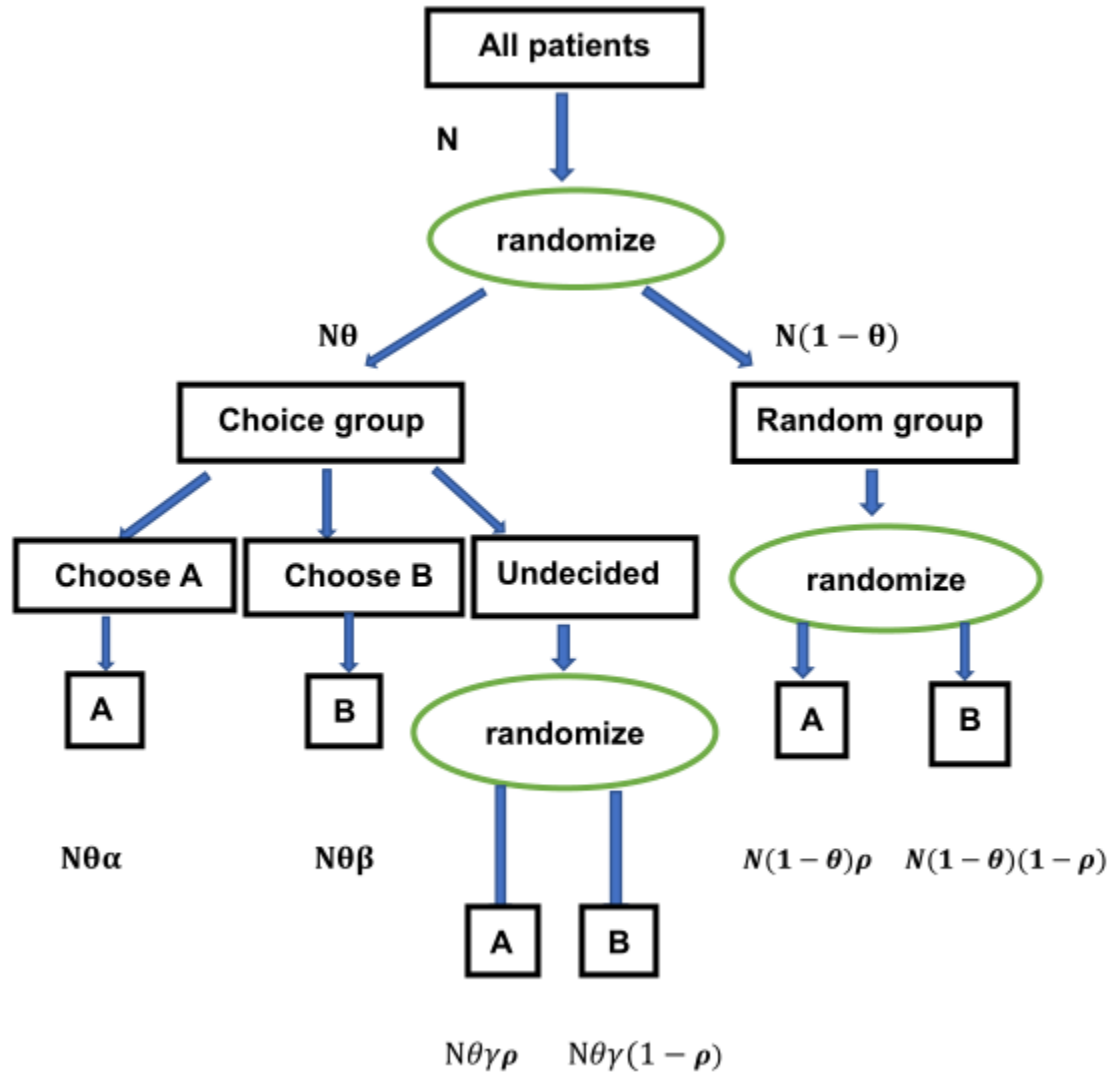 All patients
N
randomize
Nθ
N(1 − θ)
Choice group
Random group
Choose A
Choose B
Undecided
randomize
A
B
randomize
A
B
Nθα
Nθβ
N(1 − θ)ρ
N(1 − θ)(1 − ρ)
A
B
Nθγρ
Nθγ(1 − ρ)